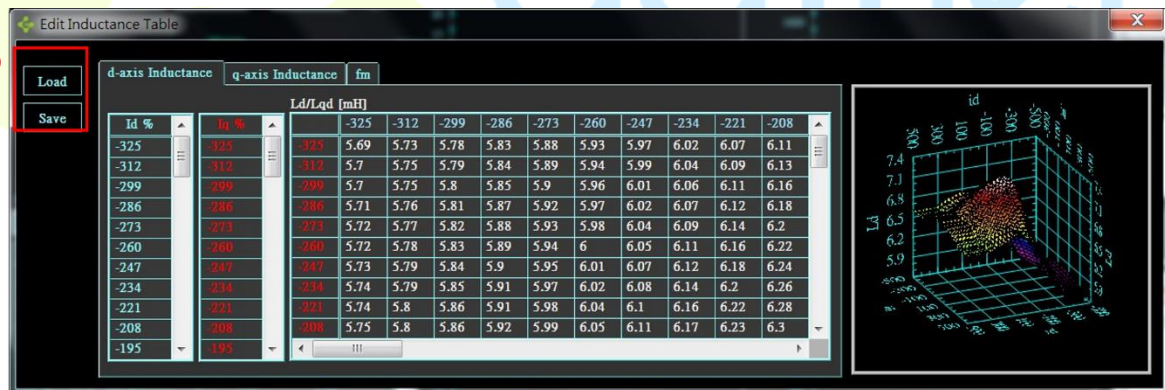 Edit Inductance Table
Load
Save
d-axis Inductance q-axis Inductance fm
Ld/Lqd [mH]
Id % Iq % -325 -312 -299 -286 -273 -260 -247 -234 -221 -208
-325 -325 -325 5.69 5.73 5.78 5.83 5.88 5.93 5.97 6.02 6.07 6.11
-312 -312 -312 5.7 5.75 5.79 5.84 5.89 5.94 5.99 6.04 6.09 6.13
-299 -299 -299 5.7 5.75 5.8 5.85 5.9 5.96 6.01 6.06 6.11 6.16
-286 -286 -286 5.71 5.76 5.81 5.87 5.92 5.97 6.02 6.07 6.12 6.18
-273 -273 -273 5.72 5.77 5.82 5.88 5.93 5.98 6.04 6.09 6.14 6.2
-260 -260 -260 5.72 5.78 5.83 5.89 5.94 6 6.05 6.11 6.16 6.22
-247 -247 -247 5.73 5.79 5.84 5.9 5.95 6.01 6.07 6.12 6.18 6.24
-234 -234 -234 5.74 5.79 5.85 5.91 5.97 6.02 6.08 6.14 6.2 6.26
-221 -221 -221 5.74 5.8 5.86 5.91 5.98 6.04 6.1 6.16 6.22 6.28
-208 -208 -208 5.75 5.8 5.86 5.92 5.99 6.05 6.11 6.17 6.23 6.3
-195 -195
id
500 300 100 -100 -300 -500
7.4
7.1
6.8
6.5
Ld
6.2
5.9